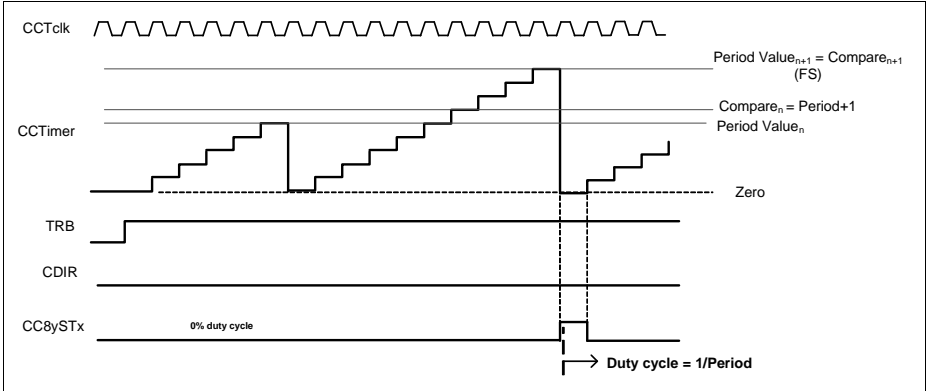 CCTclk
Period Valueₙ₊₁ = Compareₙ₊₁
(FS)
Compareₙ = Period+1
CCTimer
Period Valueₙ
Zero
TRB
CDIR
CC8ySTx
0% duty cycle
Duty cycle = 1/Period